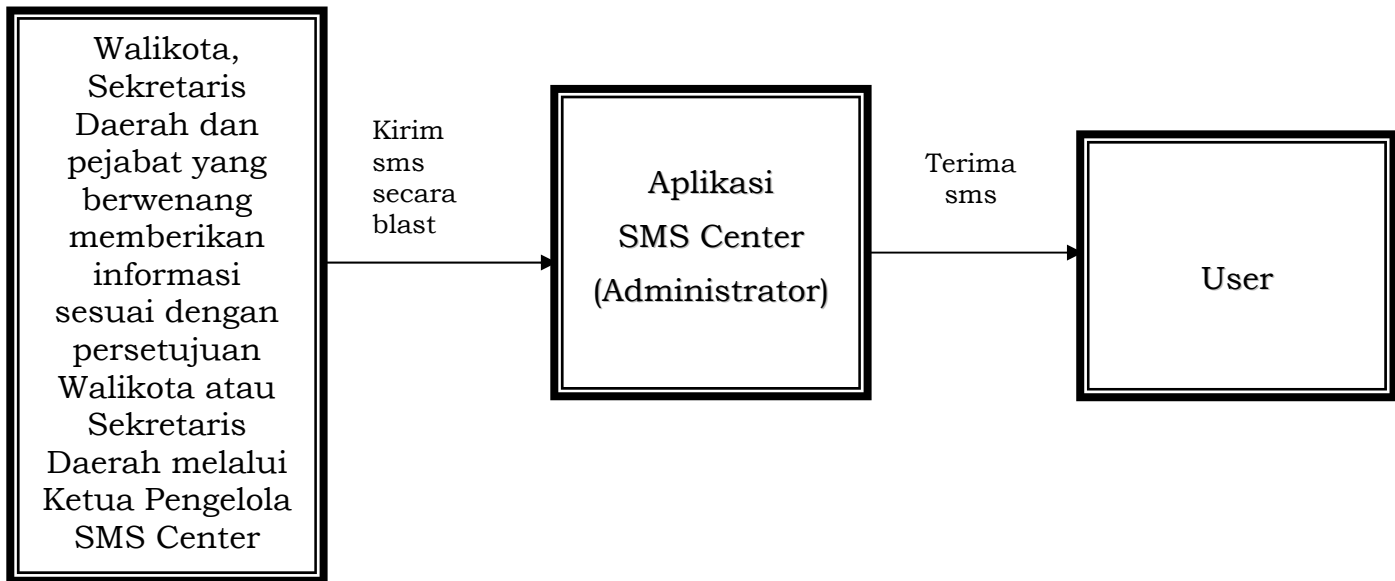 Walikota,
Sekretaris
Daerah dan
pejabat yang
berwenang
memberikan
informasi
sesuai dengan
persetujuan
Walikota atau
Sekretaris
Daerah melalui
Ketua Pengelola
SMS Center
Kirim
sms
secara
blast
Aplikasi
SMS Center
(Administrator)
Terima
sms
User